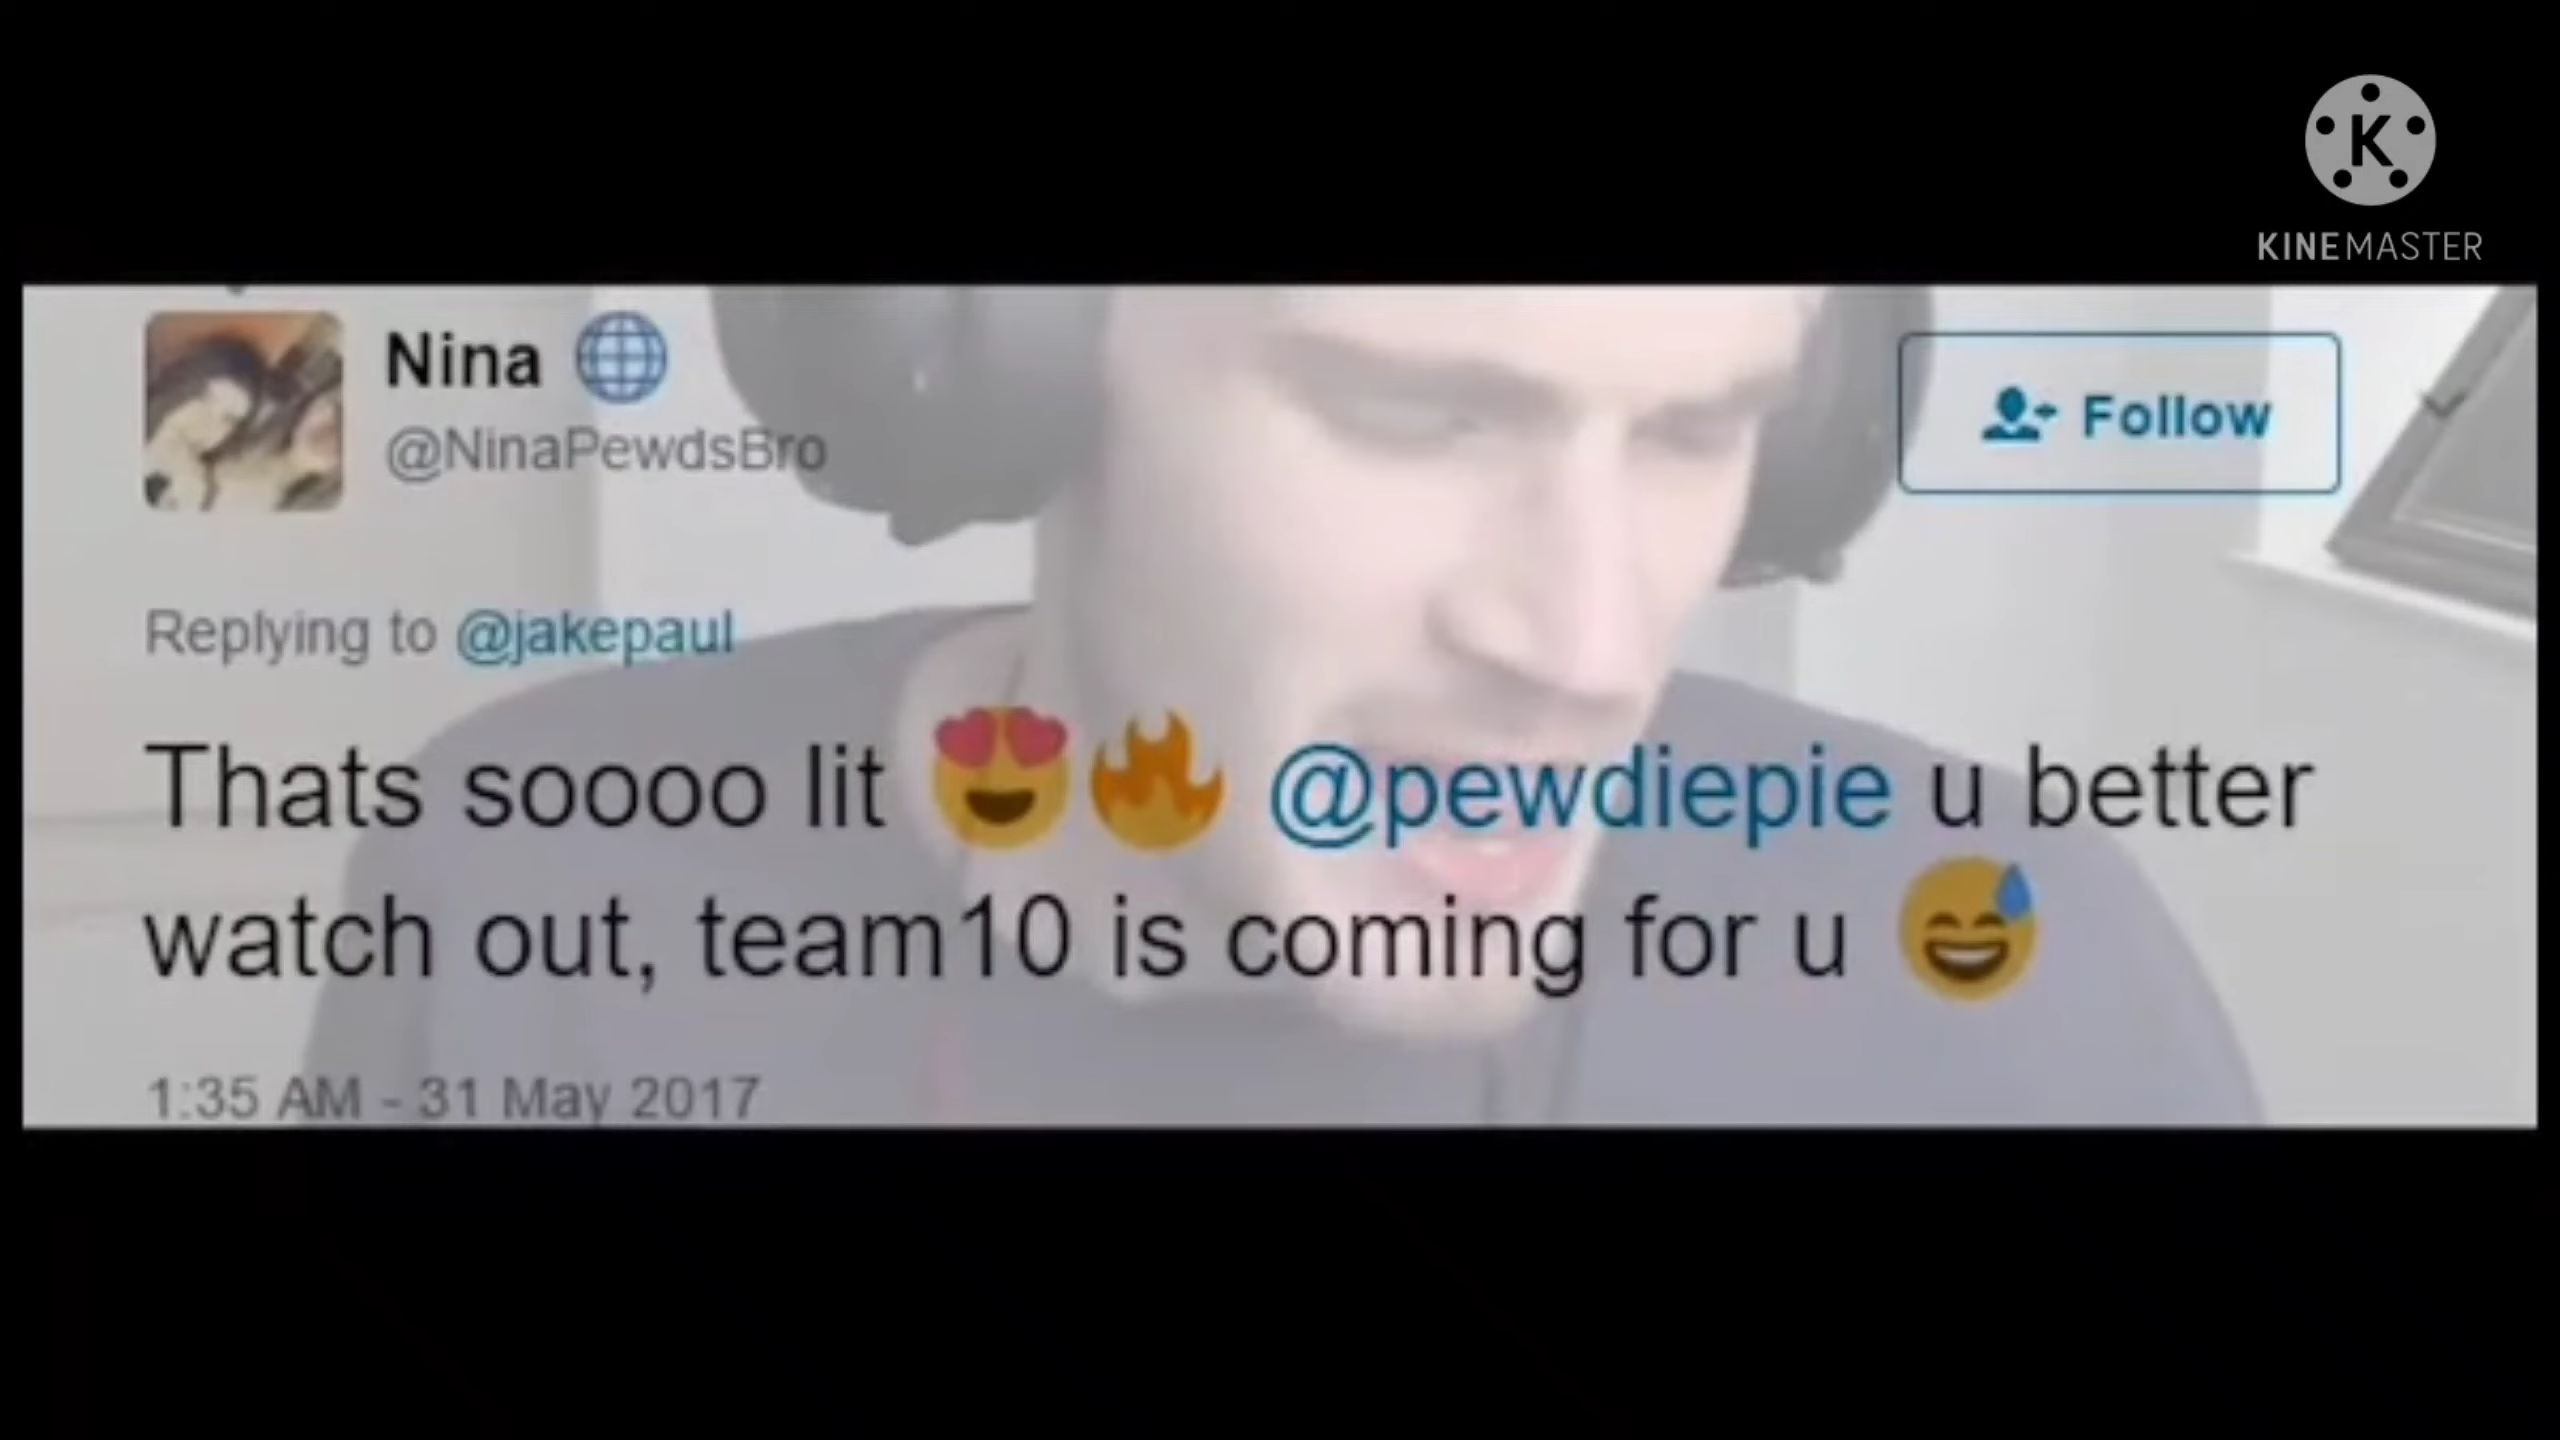 K
KINEMASTER
Nina 🌐
@NinaPewdsBro
Follow
Replying to @jakepaul
Thats soooo lit 😍🔥 @pewdiepie u better
watch out, team10 is coming for u 😅
1:35 AM - 31 May 2017